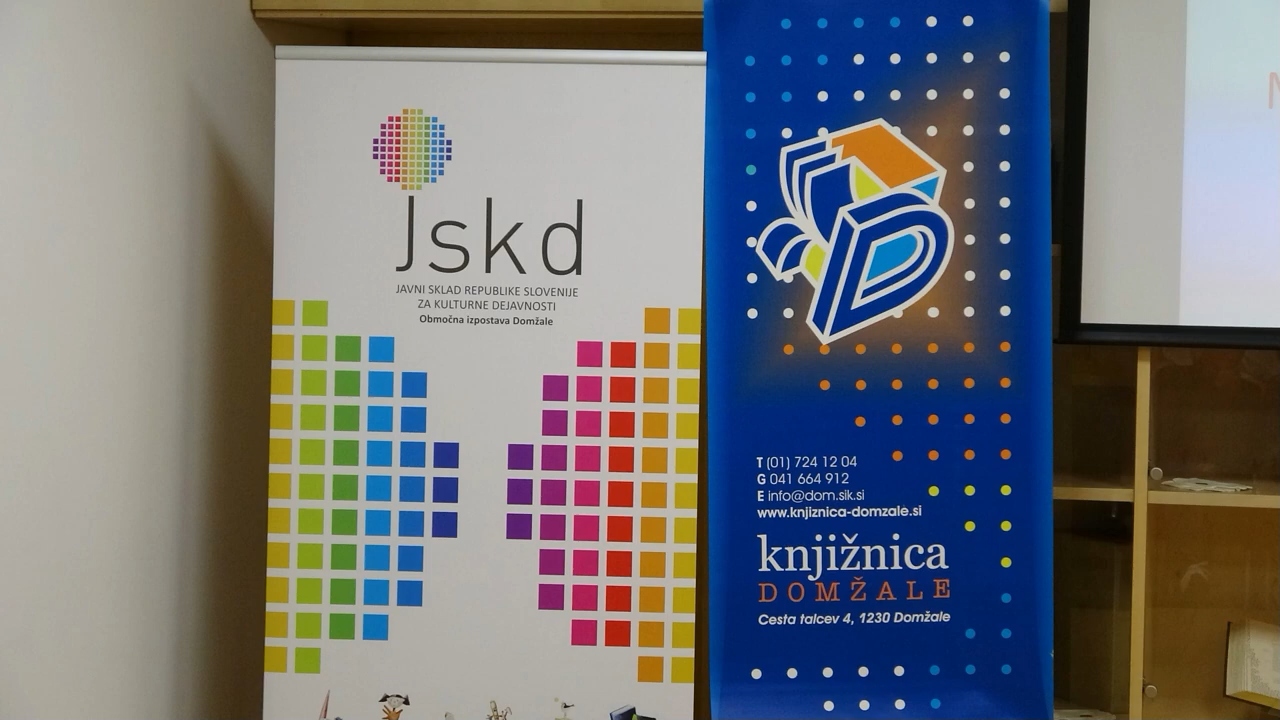 Jskd
JAVNI SKLAD REPUBLIKE SLOVENIJE
ZA KULTURNE DEJAVNOSTI
Območna izpostava Domžale
D
T (01) 724 12 04
G 041 664 912
E info@dom.sik.si
www.knjiznica-domzale.si
knjižnica
DOMŽALE
Cesta talcev 4, 1230 Domžale